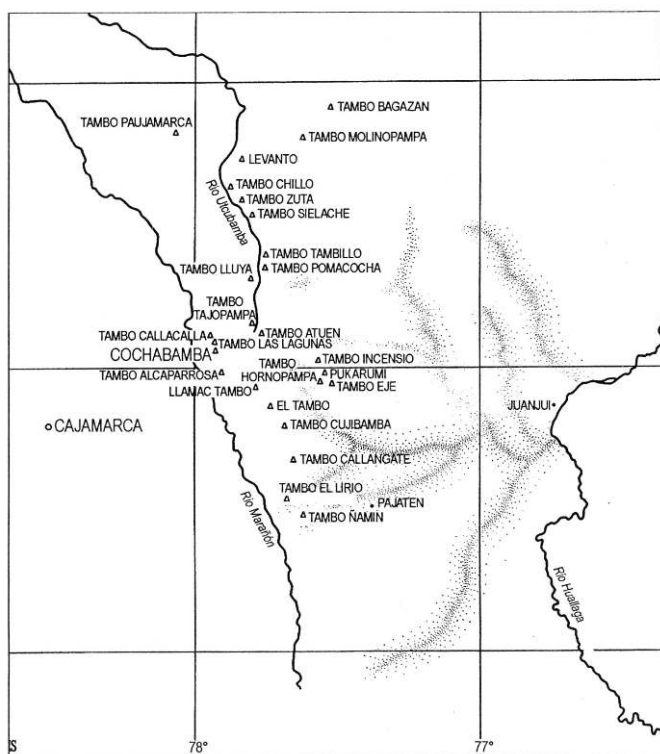 TAMBO BAGAZAN
TAMBO PAUJAMARCA
TAMBO MOLINOPAMPA
LEVANTO
TAMBO CHILLO
TAMBO ZUTA
TAMBO SIELACHE
Río Utcubamba
TAMBO TAMBILLO
TAMBO POMACOCHA
TAMBO LLUYA
TAMBO
TAJOPAMPA
TAMBO CALLACALLA
TAMBO ATUEN
TAMBO LAS LAGUNAS
COCHABAMBA
TAMBO INCENSIO
TAMBO
HORNOPAMPA
PUKARUMI
TAMBO ALCAPARROSA
TAMBO EJE
LLAMAC TAMBO
EL TAMBO
JUANJUI
CAJAMARCA
TAMBO CUJIBAMBA
TAMBO CALLANGATE
TAMBO EL LIRIO
PAJATEN
TAMBO ÑAMIN
Río Marañón
Río Huallaga
S
78°
77°